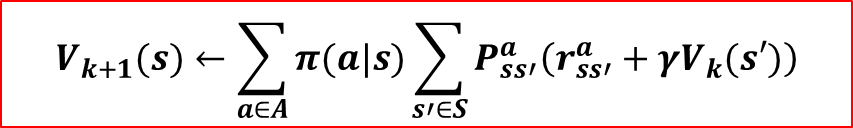 V_{k+1}(s) ← ∑_{a∈A} π(a|s) ∑_{s′∈S} P^a_{ss′}(r^a_{ss′} + γV_k(s′))